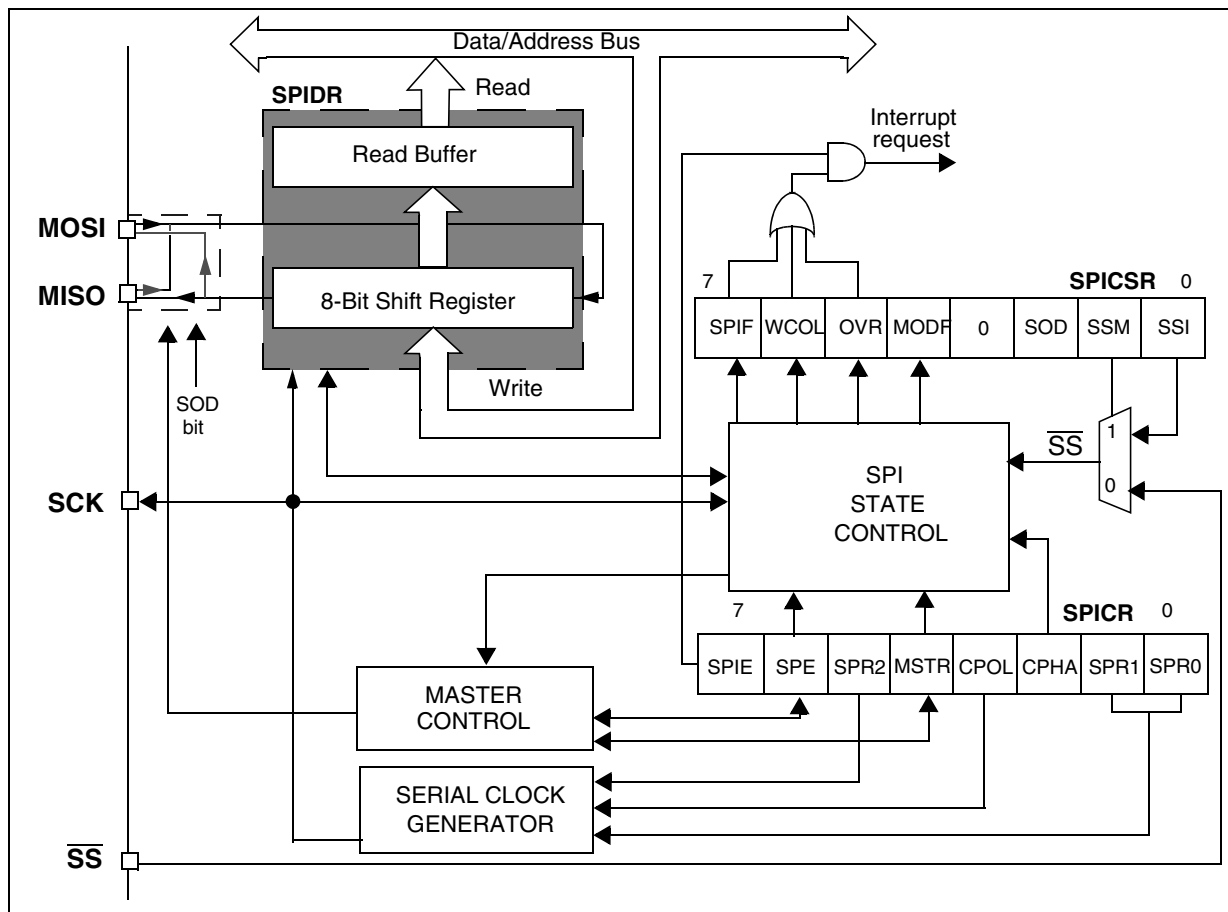 Data/Address Bus
SPIDR
Read
Read Buffer
Interrupt
request
MOSI
MISO
8-Bit Shift Register
7
SPICSR
0
SPIF
WCOL
OVR
MODF
0
SOD
SSM
SSI
Write
SOD
bit
1
SS
0
SCK
SPI
STATE
CONTROL
7
SPICR
0
SPIE
SPE
SPR2
MSTR
CPOL
CPHA
SPR1
SPR0
MASTER
CONTROL
SERIAL CLOCK
GENERATOR
SS